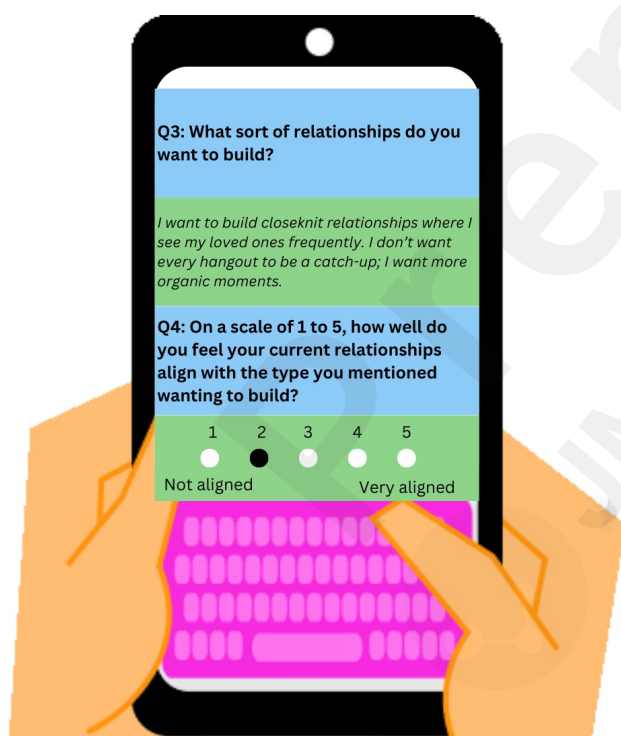 Q3: What sort of relationships do you
want to build?
I want to build closeknit relationships where I
see my loved ones frequently. I don't want
every hangout to be a catch-up; I want more
organic moments.
Q4: On a scale of 1 to 5, how well do
you feel your current relationships
align with the type you mentioned
wanting to build?
1 2 3 4 5
Not aligned Very aligned